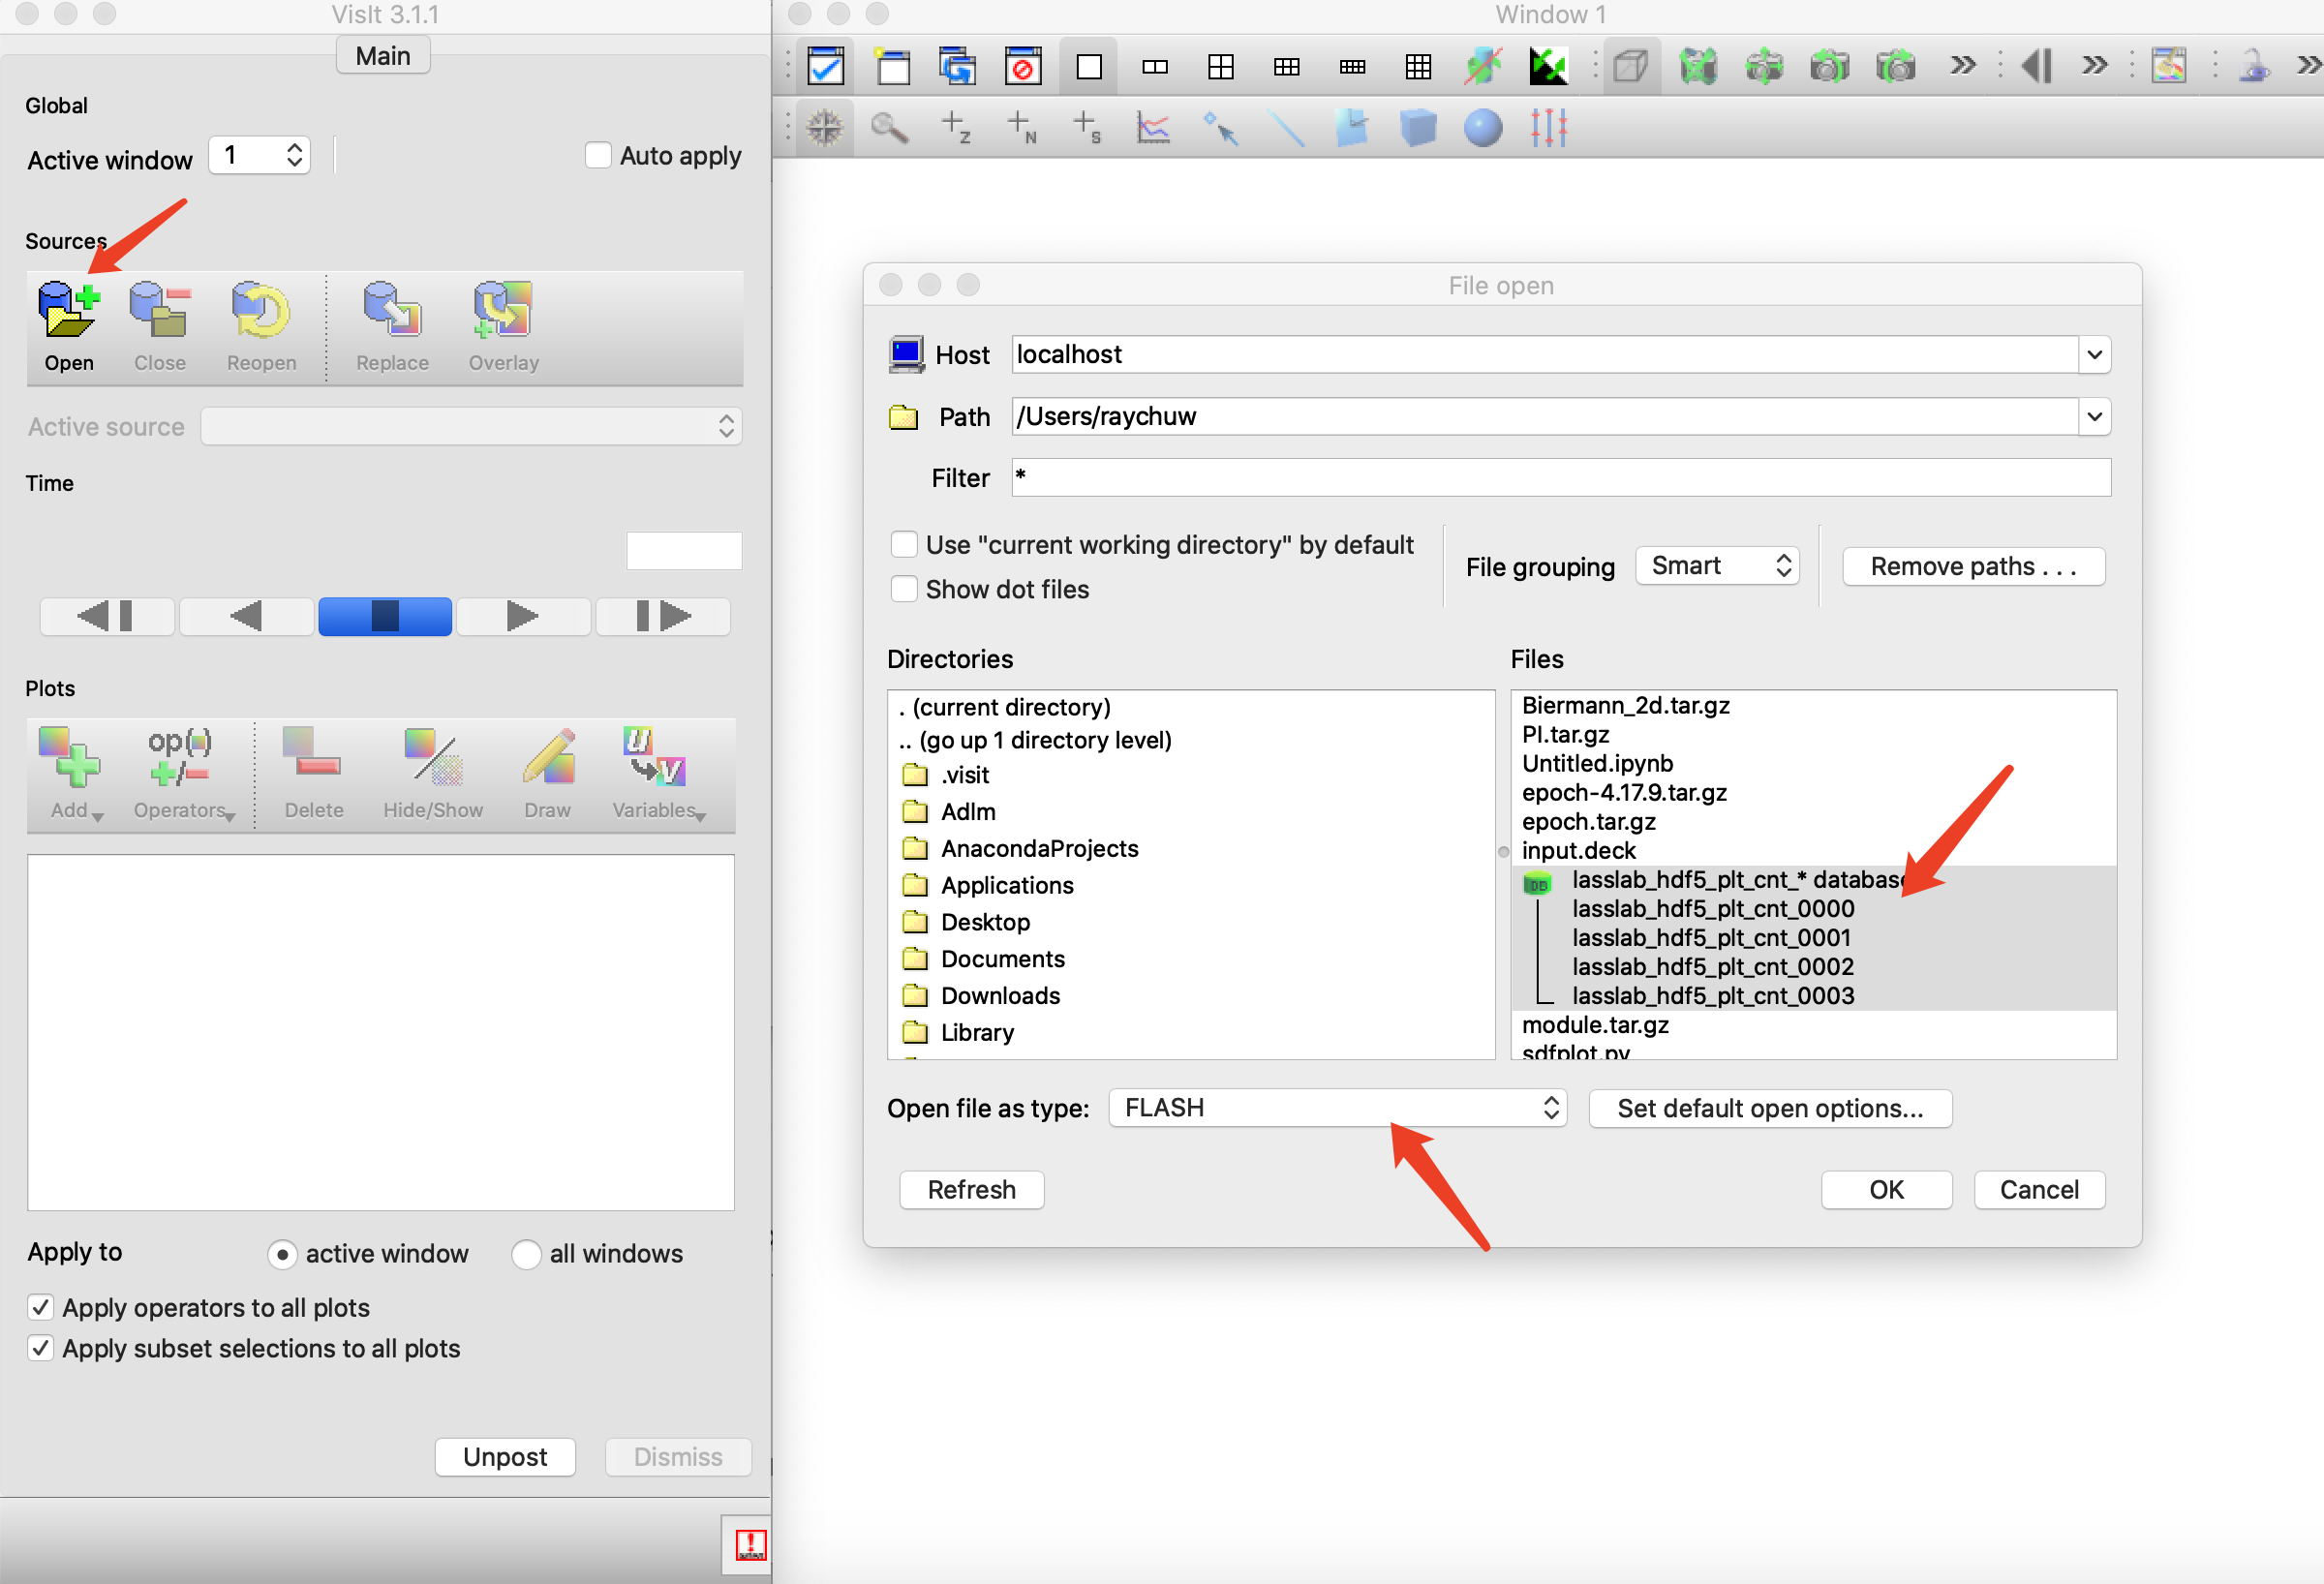 VisIt 3.1.1
Main
Global
Active window 1 Auto apply
Sources
Open Close Reopen Replace Overlay
Active source
Time
Plots
op( )
+/-
Add Operators Delete Hide/Show Draw Variables
Apply to active window all windows
Apply operators to all plots
Apply subset selections to all plots
Unpost Dismiss
Window 1
Z N S
File open
Host localhost
Path /Users/raychuw
Filter *
Use "current working directory" by default
Show dot files
File grouping Smart Remove paths . . .
Directories
. (current directory)
.. (go up 1 directory level)
.visit
Adlm
AnacondaProjects
Applications
Desktop
Documents
Downloads
Library
Files
Biermann_2d.tar.gz
PI.tar.gz
Untitled.ipynb
epoch-4.17.9.tar.gz
epoch.tar.gz
input.deck
DB lasslab_hdf5_plt_cnt_* database
lasslab_hdf5_plt_cnt_0000
lasslab_hdf5_plt_cnt_0001
lasslab_hdf5_plt_cnt_0002
lasslab_hdf5_plt_cnt_0003
module.tar.gz
sdfplot.py
Open file as type: FLASH Set default open options...
Refresh OK Cancel